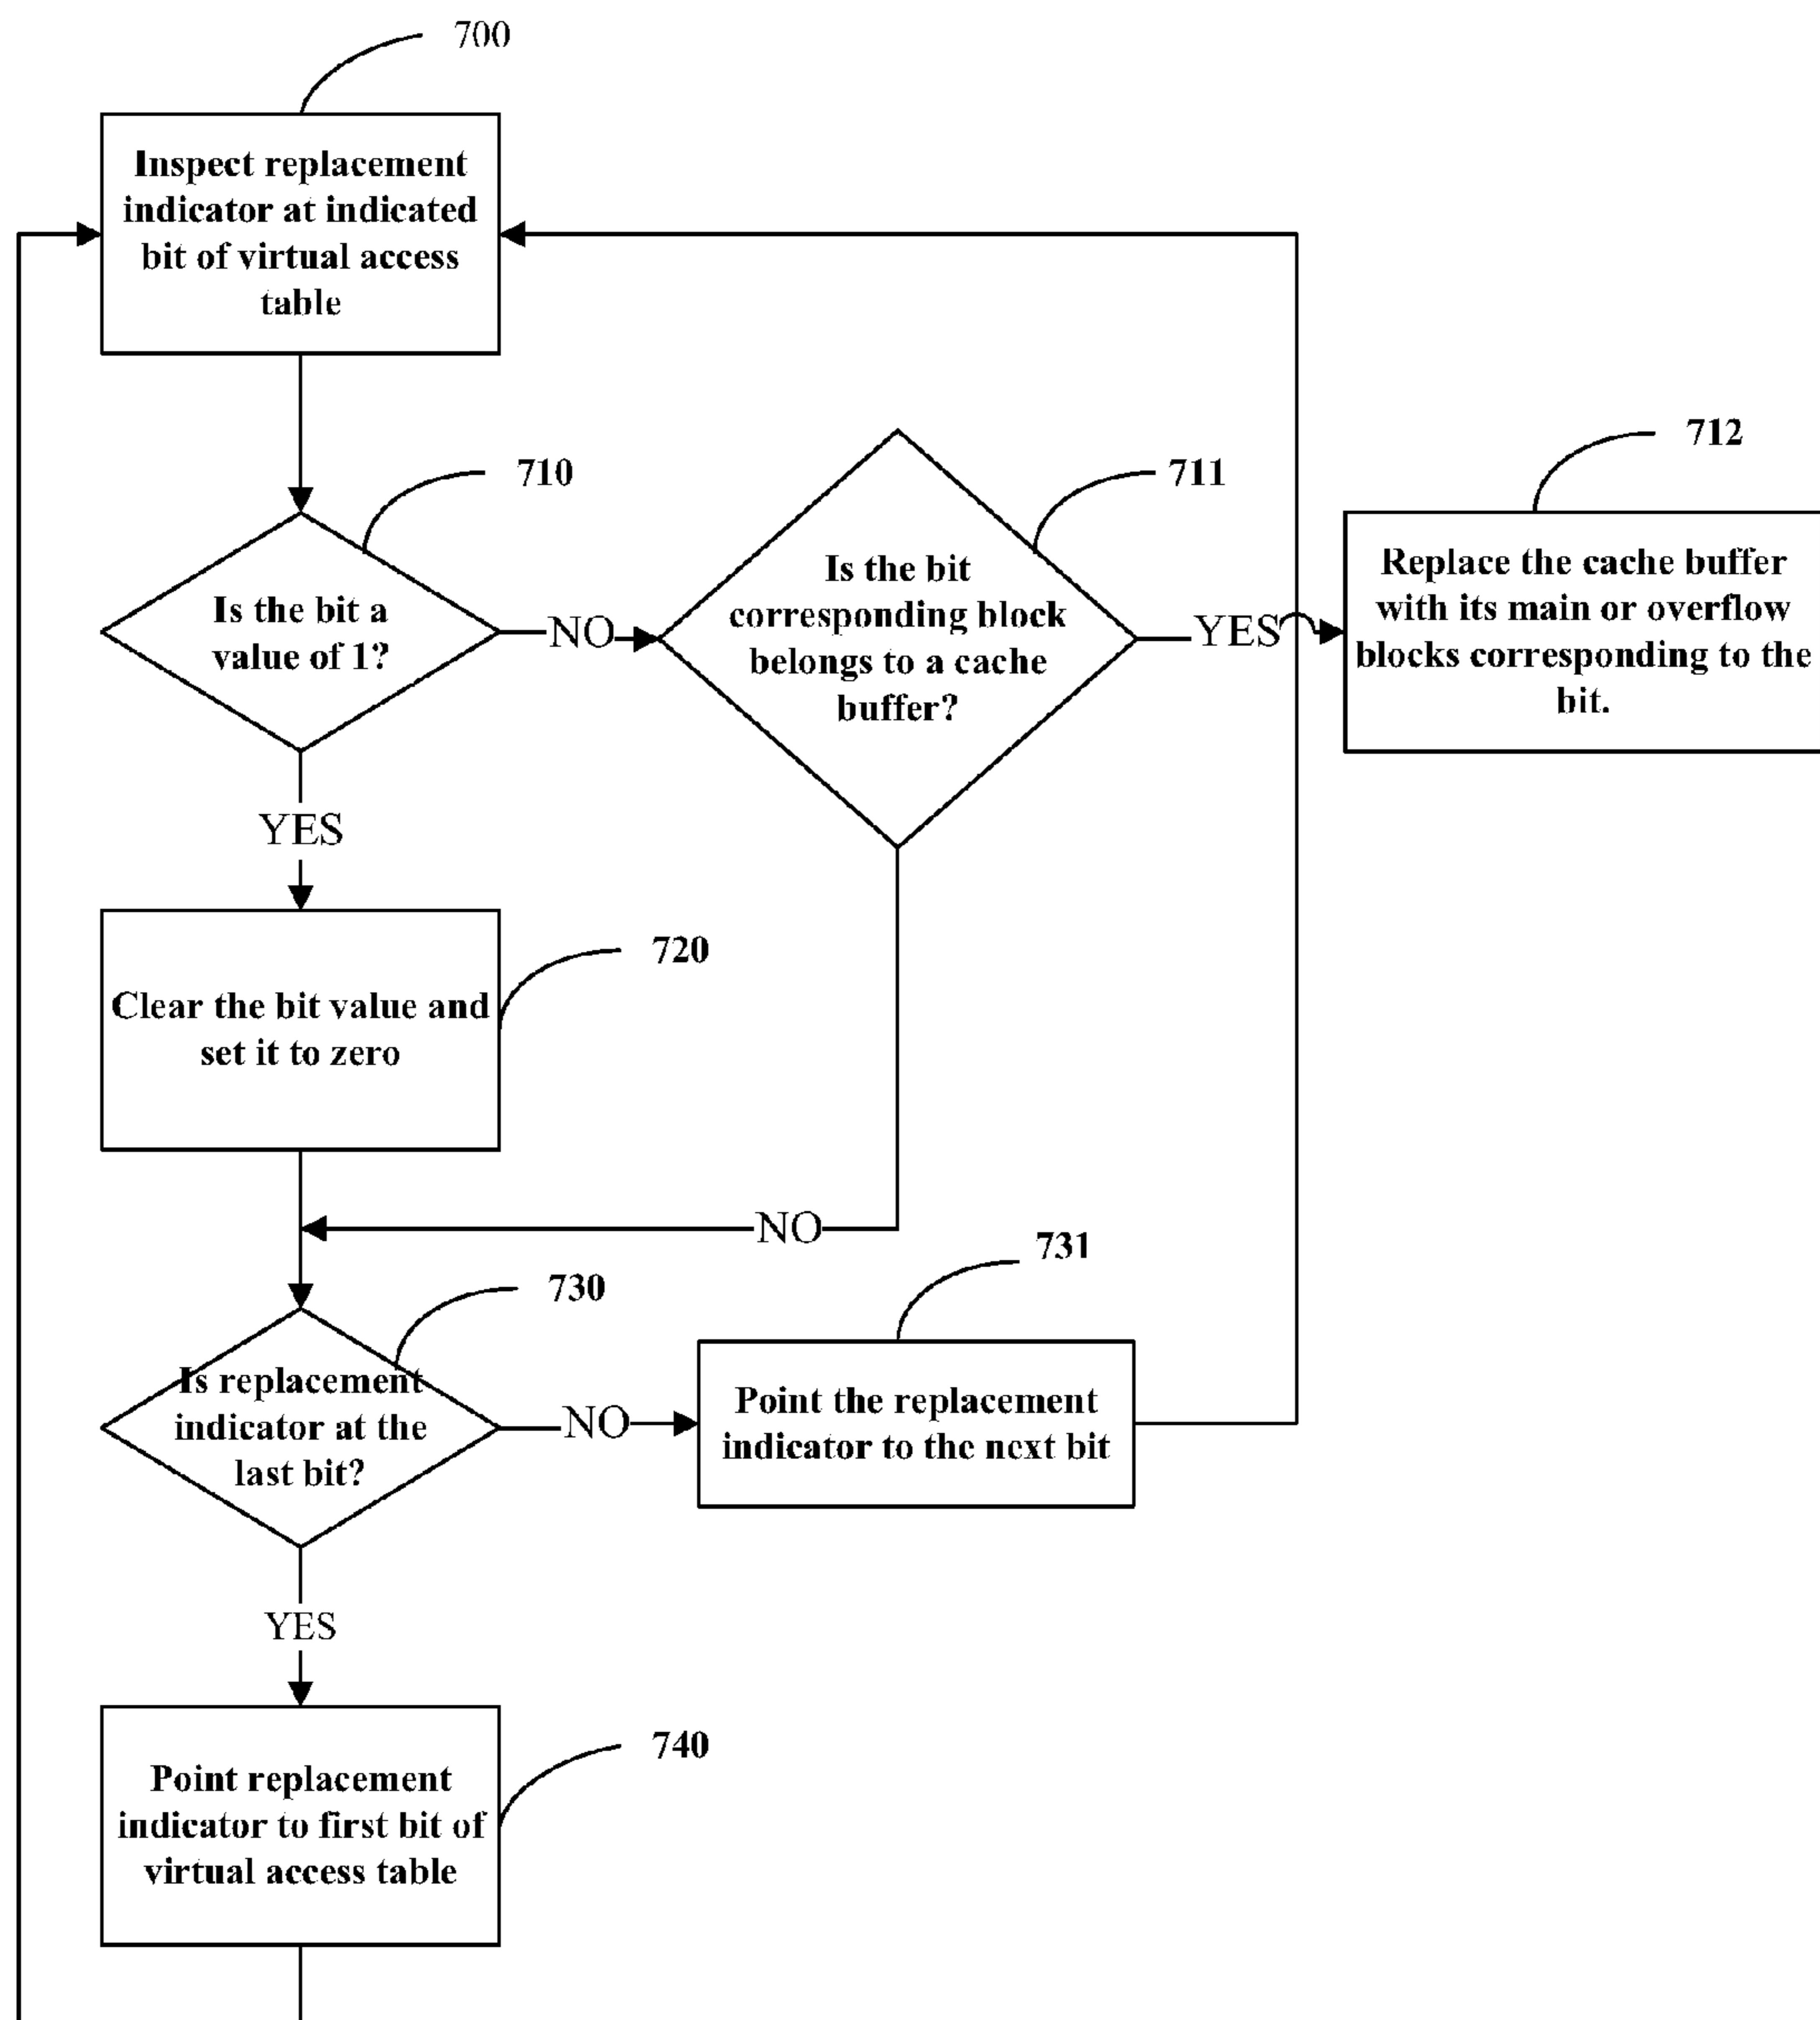 700
Inspect replacement
indicator at indicated
bit of virtual access
table
710
Is the bit a
value of 1?
NO
711
Is the bit
corresponding block
belongs to a cache
buffer?
YES
712
Replace the cache buffer
with its main or overflow
blocks corresponding to the
bit.
YES
720
Clear the bit value and
set it to zero
NO
730
Is replacement
indicator at the
last bit?
NO
731
Point the replacement
indicator to the next bit
YES
740
Point replacement
indicator to first bit of
virtual access table